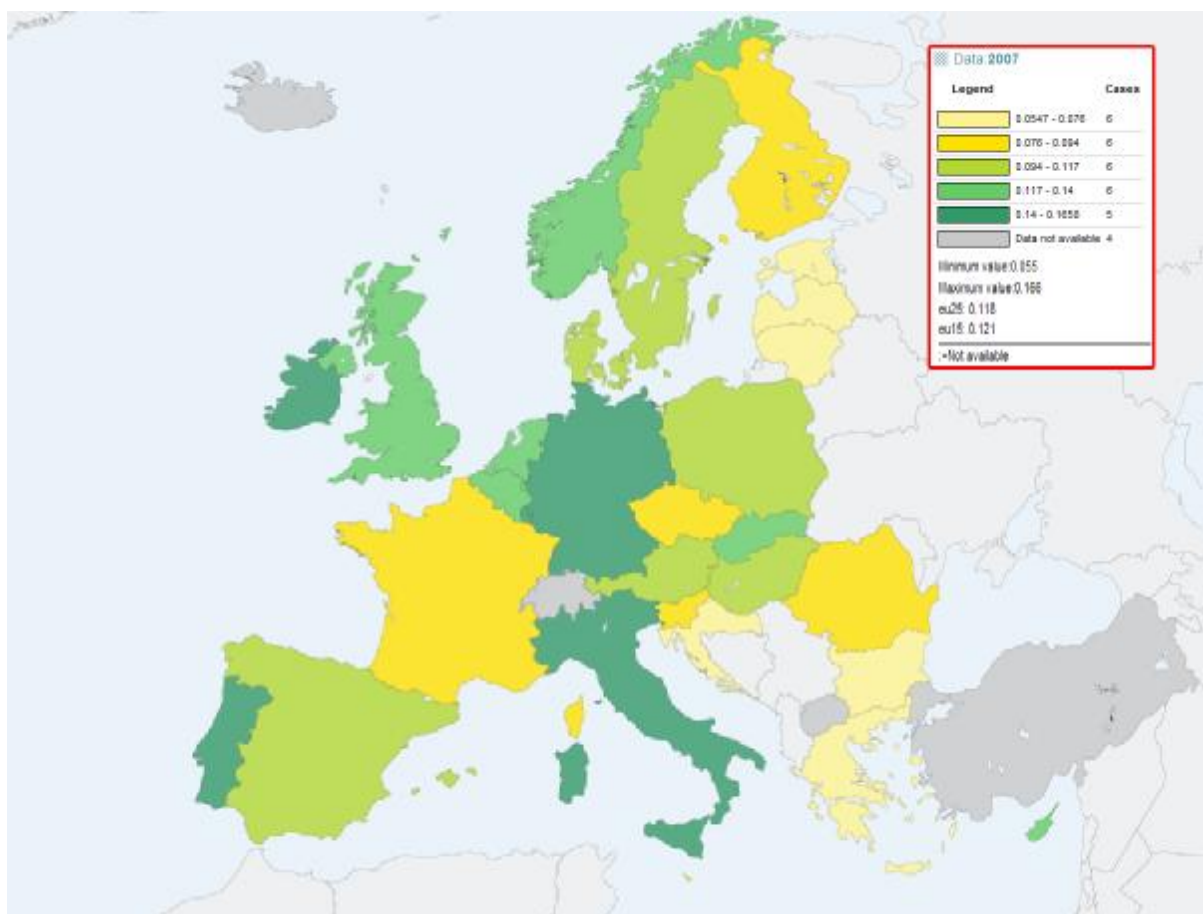 Data 2007
Legend Cases
0.0547 - 0.076 6
0.076 - 0.094 6
0.094 - 0.117 6
0.117 - 0.14 6
0.14 - 0.1658 5
Data not available 4
Minimum value:0.055
Maximum value:0.166
eu25: 0.118
eu15: 0.121
:=Not available